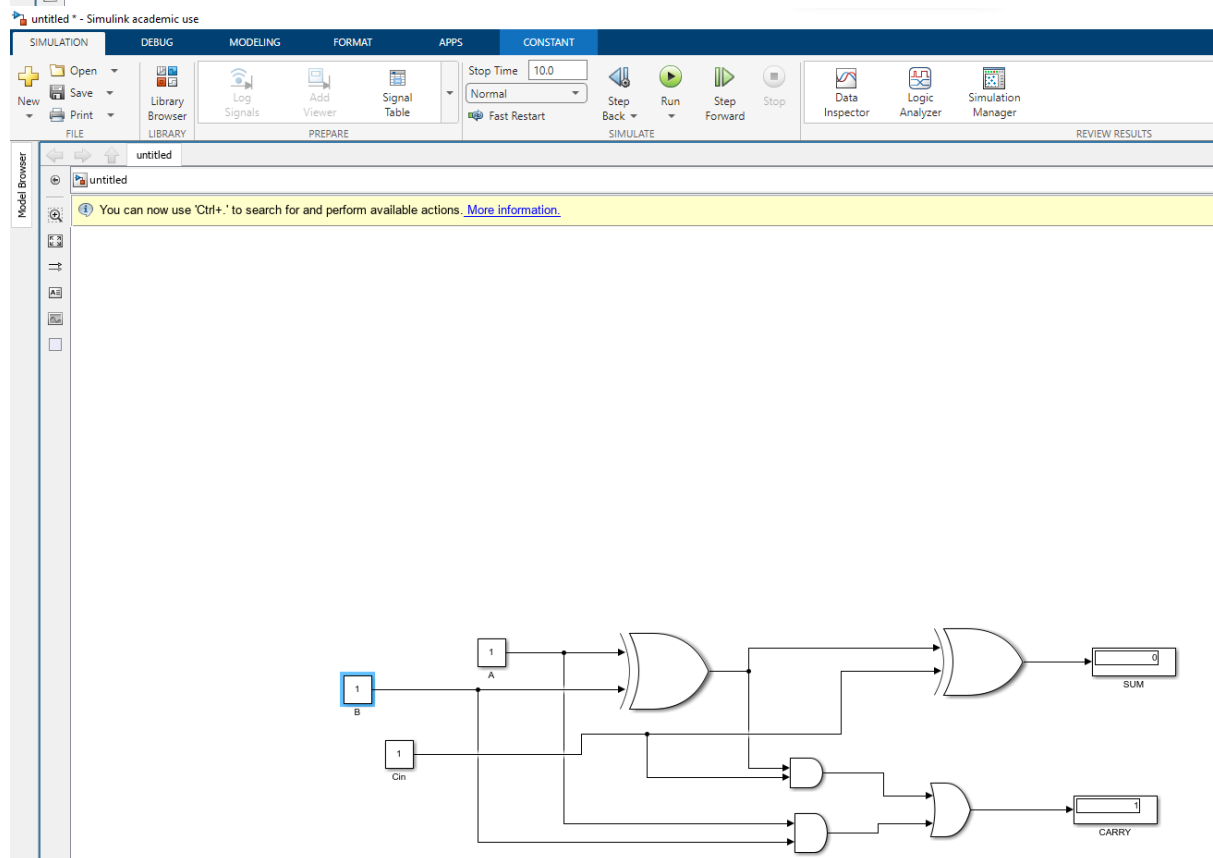 untitled * - Simulink academic use
SIMULATION DEBUG MODELING FORMAT APPS CONSTANT
New
Open
Save
Print
FILE
Library Browser
LIBRARY
Log Signals
Add Viewer
Signal Table
PREPARE
Stop Time 10.0
Normal
Fast Restart
Step Back
Run
Step Forward
Stop
SIMULATE
Data Inspector
Logic Analyzer
Simulation Manager
REVIEW RESULTS
Model Browser
untitled
untitled
You can now use 'Ctrl+.' to search for and perform available actions. More information.
1
A
1
B
1
Cin
0
SUM
1
CARRY